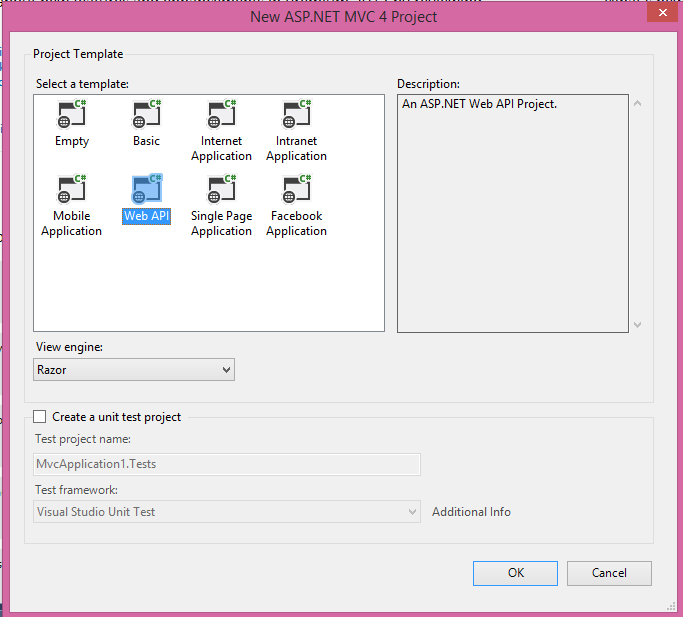 New ASP.NET MVC 4 Project
Project Template
Select a template:
Description:
C# C# C# C#
An ASP.NET Web API Project.
Empty
Basic
Internet
Application
Intranet
Application
C# C# C# C#
Mobile
Application
Web API
Single Page
Application
Facebook
Application
View engine:
Razor
Create a unit test project
Test project name:
MvcApplication1.Tests
Test framework:
Visual Studio Unit Test
Additional Info
OK
Cancel